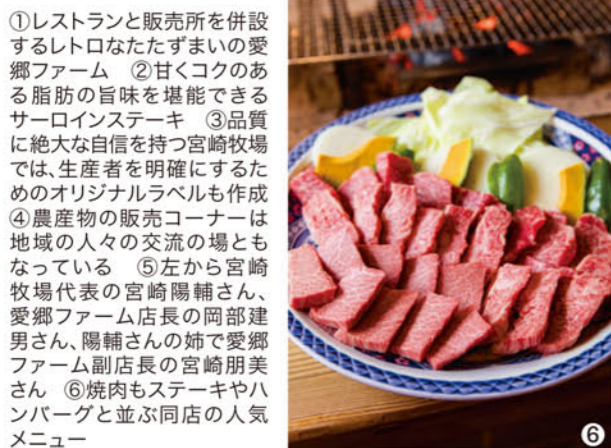 ①レストランと販売所を併設
するレトロなたたずまいの愛
郷ファーム　②甘くコクのあ
る脂肪の旨味を堪能できる
サーロインステーキ　③品質
に絶大な自信を持つ宮崎牧場
では、生産者を明確にするた
めのオリジナルラベルも作成
④農産物の販売コーナーは
地域の人々の交流の場とも
なっている　⑤左から宮崎
牧場代表の宮崎陽輔さん、
愛郷ファーム店長の岡部建
男さん、陽輔さんの姉で愛郷
ファーム副店長の宮崎朋美
さん　⑥焼肉もステーキやハ
ンバーグと並ぶ同店の人気
メニュー
❻